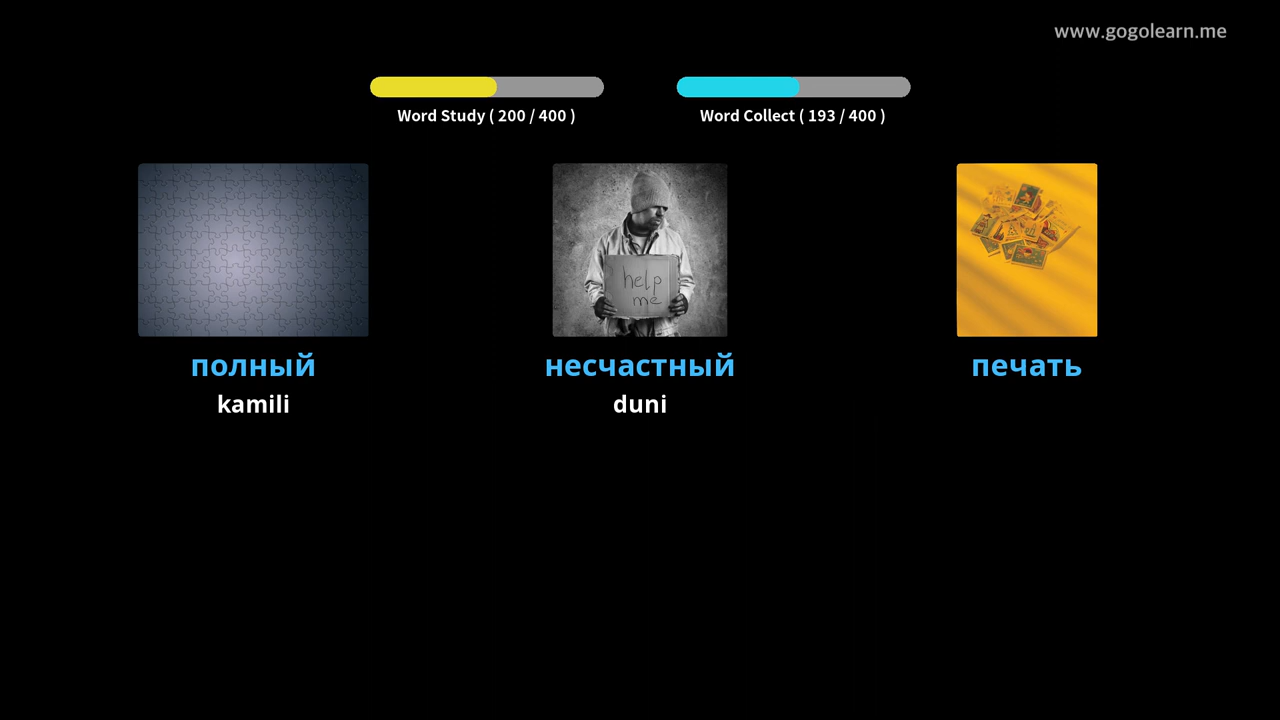 www.gogolearn.me
Word Study ( 200 / 400 )
Word Collect ( 193 / 400 )
help
me
полный
несчастный
печать
kamili
duni